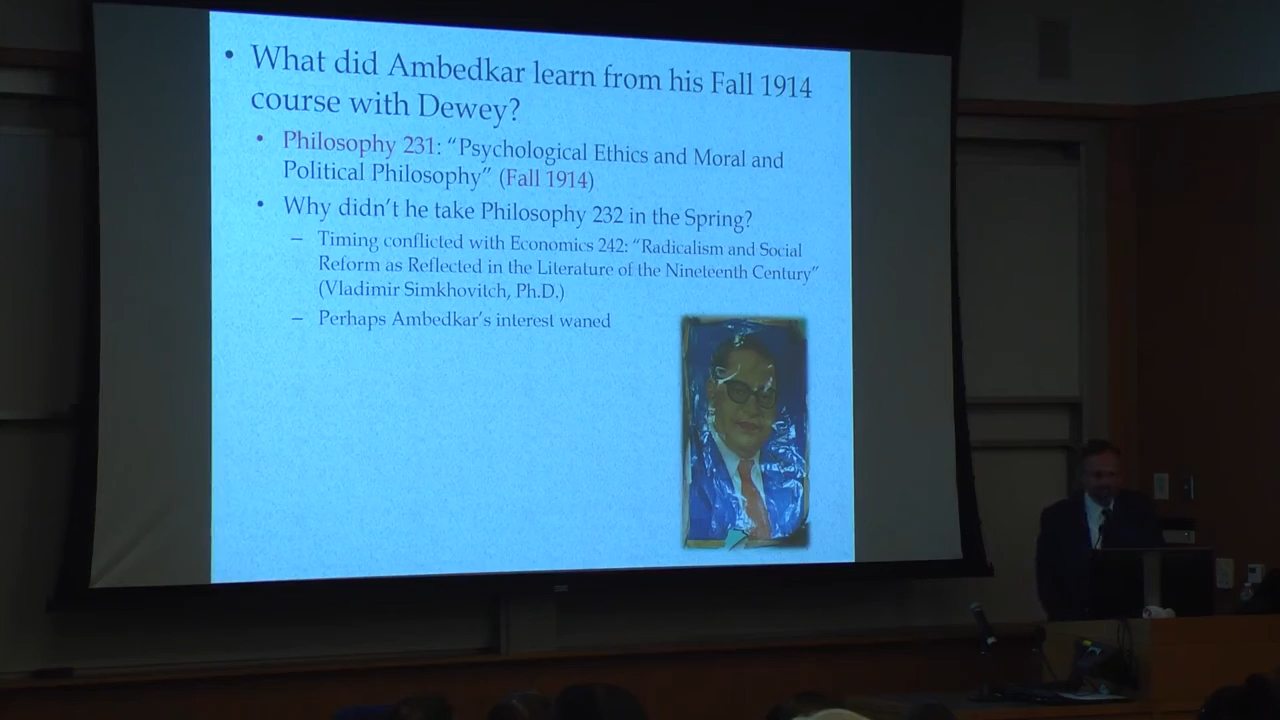 • What did Ambedkar learn from his Fall 1914
course with Dewey?
• Philosophy 231: “Psychological Ethics and Moral and
Political Philosophy” (Fall 1914)
• Why didn’t he take Philosophy 232 in the Spring?
– Timing conflicted with Economics 242: “Radicalism and Social
Reform as Reflected in the Literature of the Nineteenth Century”
(Vladimir Simkhovitch, Ph.D.)
– Perhaps Ambedkar’s interest waned